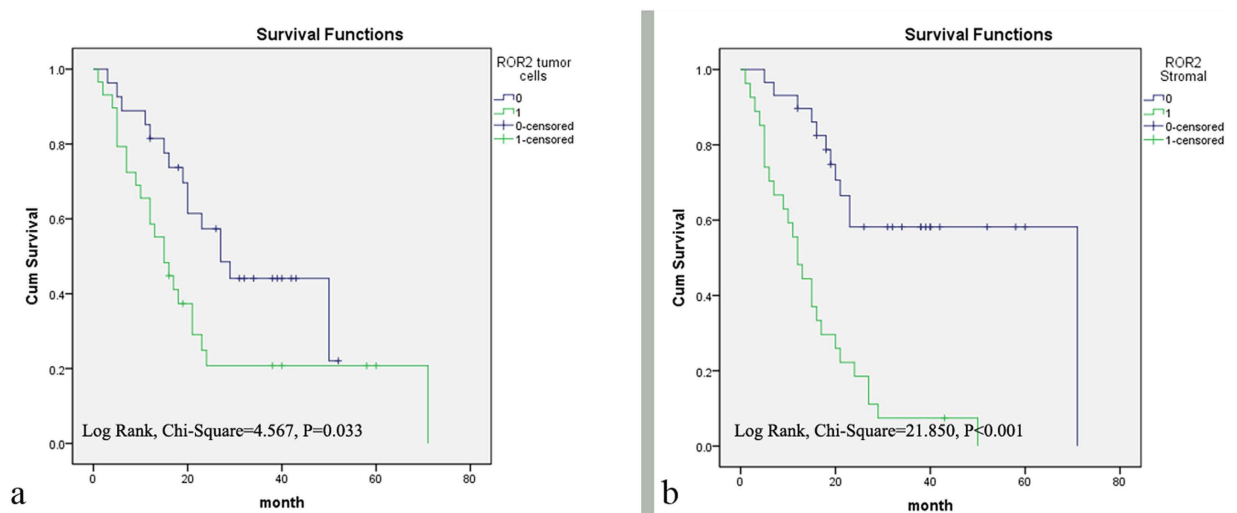 Survival Functions
ROR2 tumor
cells
0
1
0-censored
1-censored
1.0
0.8
0.6
0.4
0.2
0.0
Cum Survival
Log Rank, Chi-Square=4.567, P=0.033
0 20 40 60 80
month
a
Survival Functions
ROR2
Stromal
0
1
0-censored
1-censored
1.0
0.8
0.6
0.4
0.2
0.0
Cum Survival
Log Rank, Chi-Square=21.850, P<0.001
0 20 40 60 80
month
b